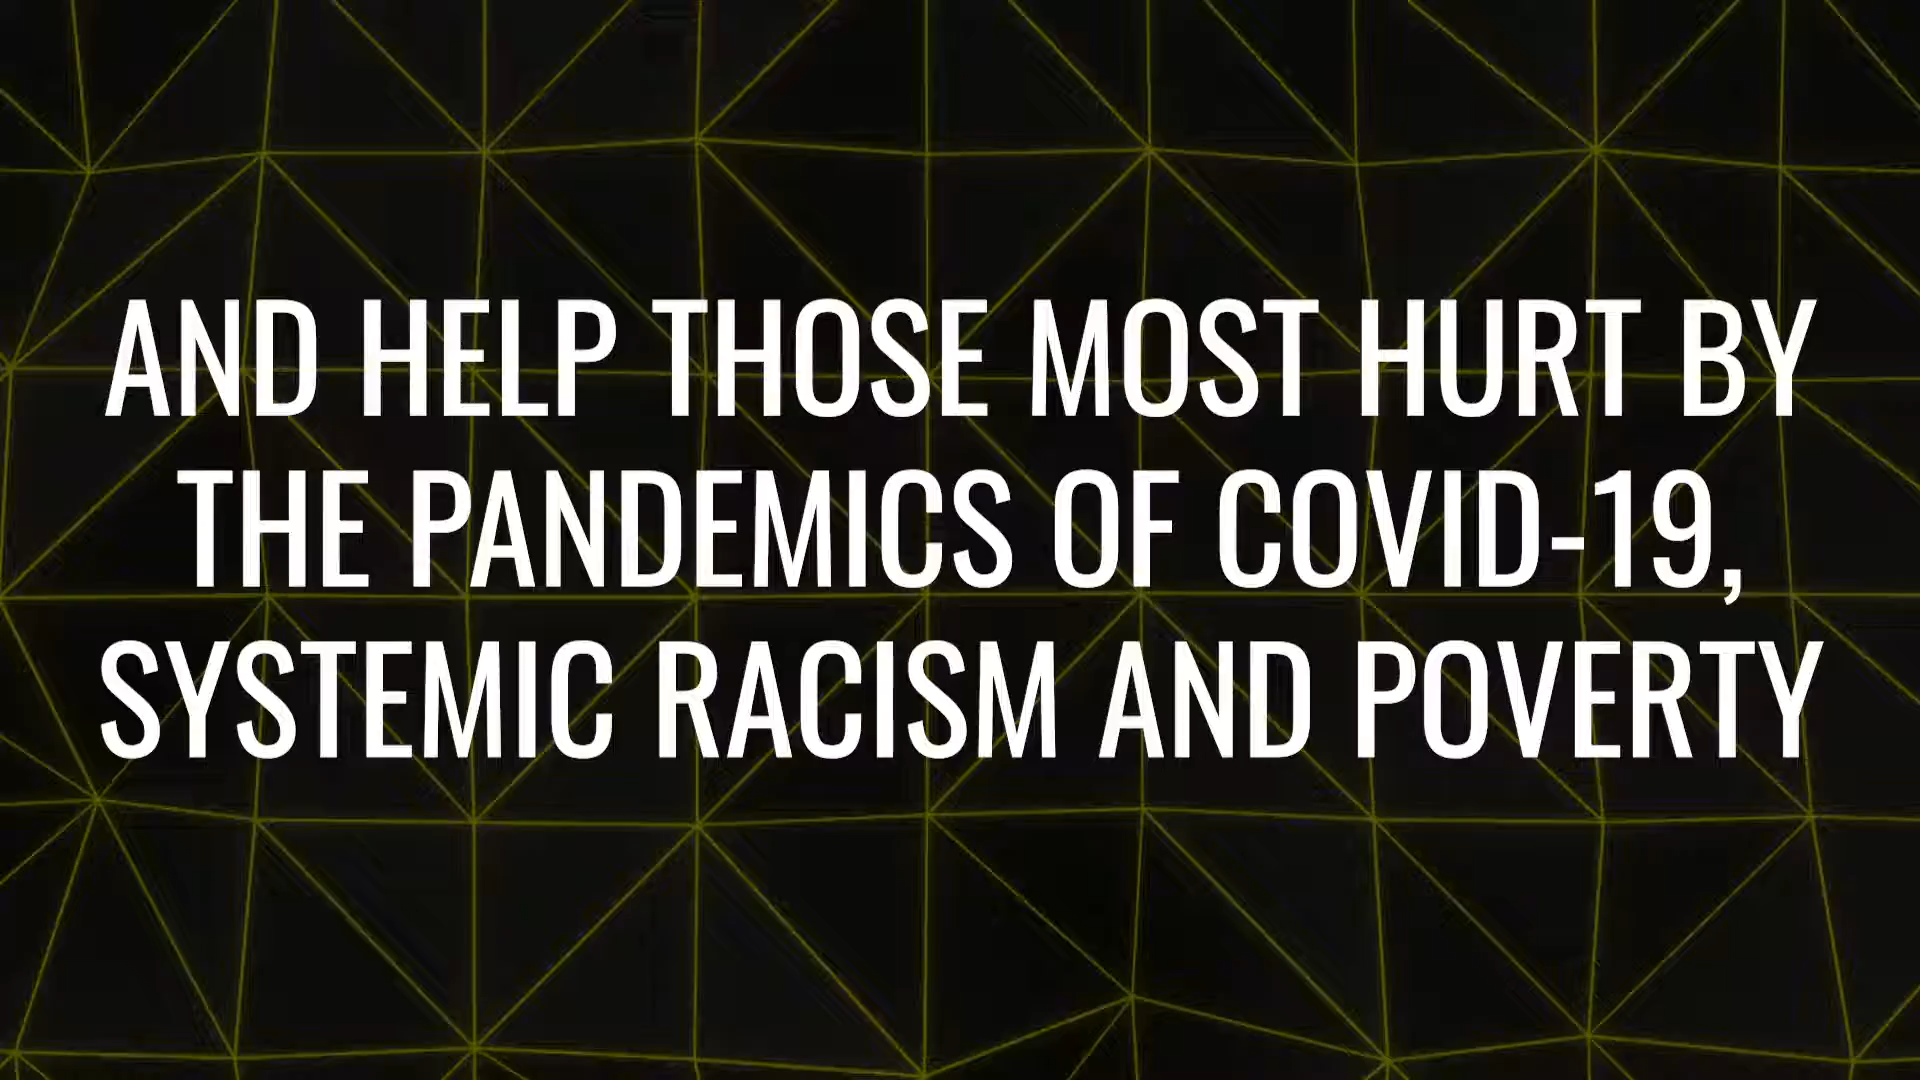 AND HELP THOSE MOST HURT BY
THE PANDEMICS OF COVID-19,
SYSTEMIC RACISM AND POVERTY